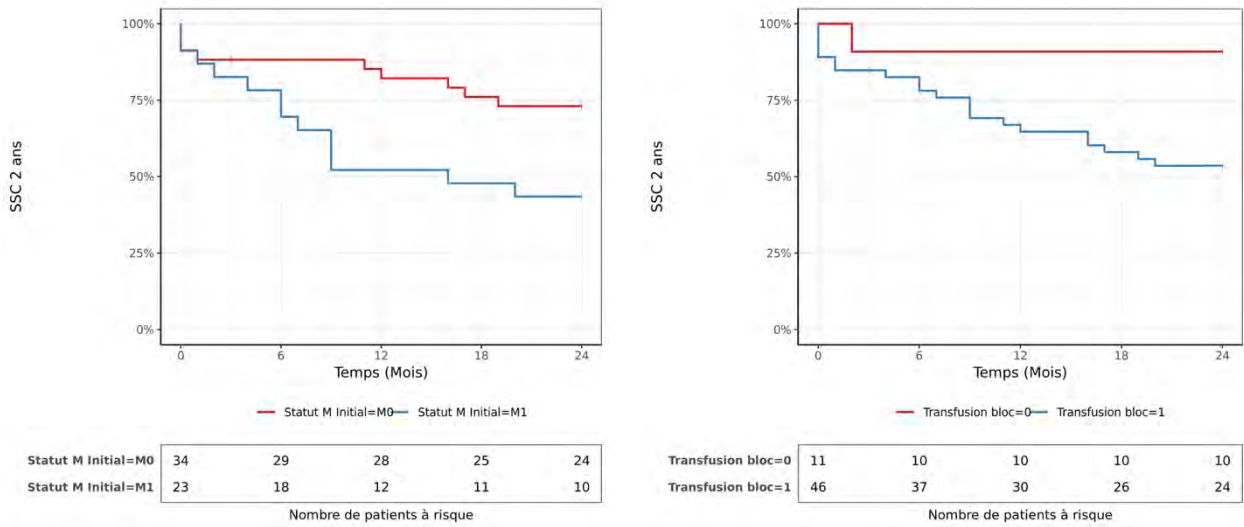 SSC 2 ans
100%
75%
50%
25%
0%
0 6 12 18 24
Temps (Mois)
Statut M Initial=M0 Statut M Initial=M1
Statut M Initial=M0 34 29 28 25 24
Statut M Initial=M1 23 18 12 11 10
Nombre de patients à risque
SSC 2 ans
100%
75%
50%
25%
0%
0 6 12 18 24
Temps (Mois)
Transfusion bloc=0 Transfusion bloc=1
Transfusion bloc=0 11 10 10 10 10
Transfusion bloc=1 46 37 30 26 24
Nombre de patients à risque